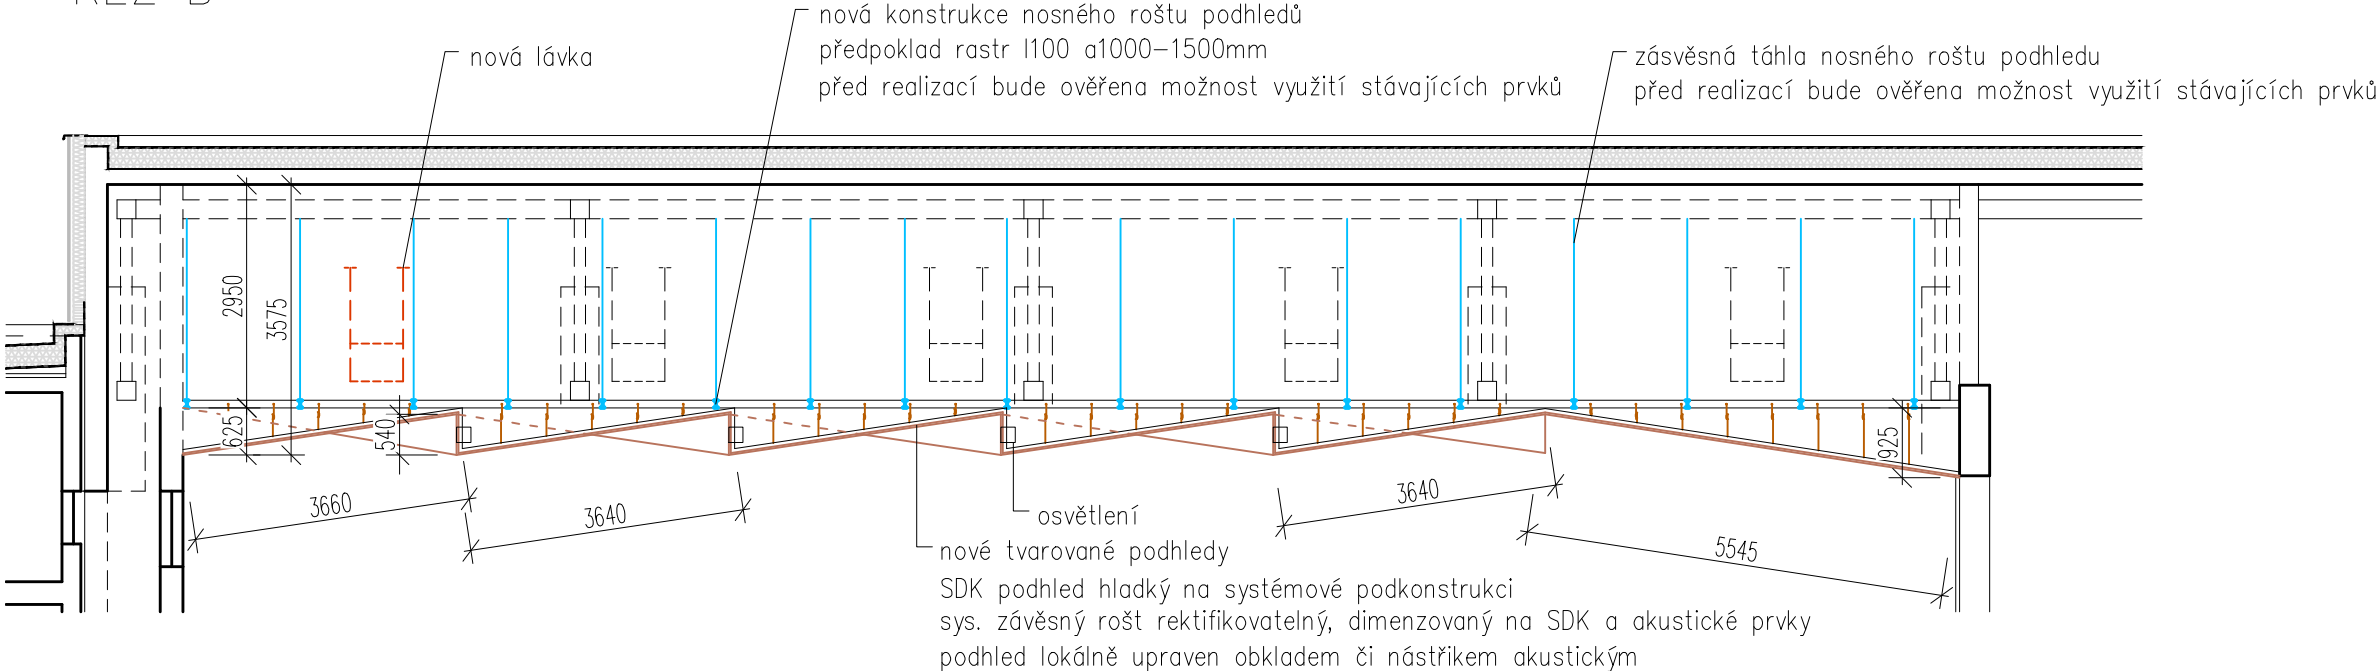 nová konstrukce nosného roštu podhledů
předpoklad rastr I100 a1000-1500mm
před realizací bude ověřena možnost využití stávajících prvků
nová lávka
zásvěsná táhla nosného roštu podhledu
před realizací bude ověřena možnost využití stávajících prvků
2950
3575
625
540
925
3660
3640
3640
5545
osvětlení
nové tvarované podhledy
SDK podhled hladký na systémové podkonstrukci
sys. závěsný rošt rektifikovatelný, dimenzovaný na SDK a akustické prvky
podhled lokálně upraven obkladem či nástřikem akustickým